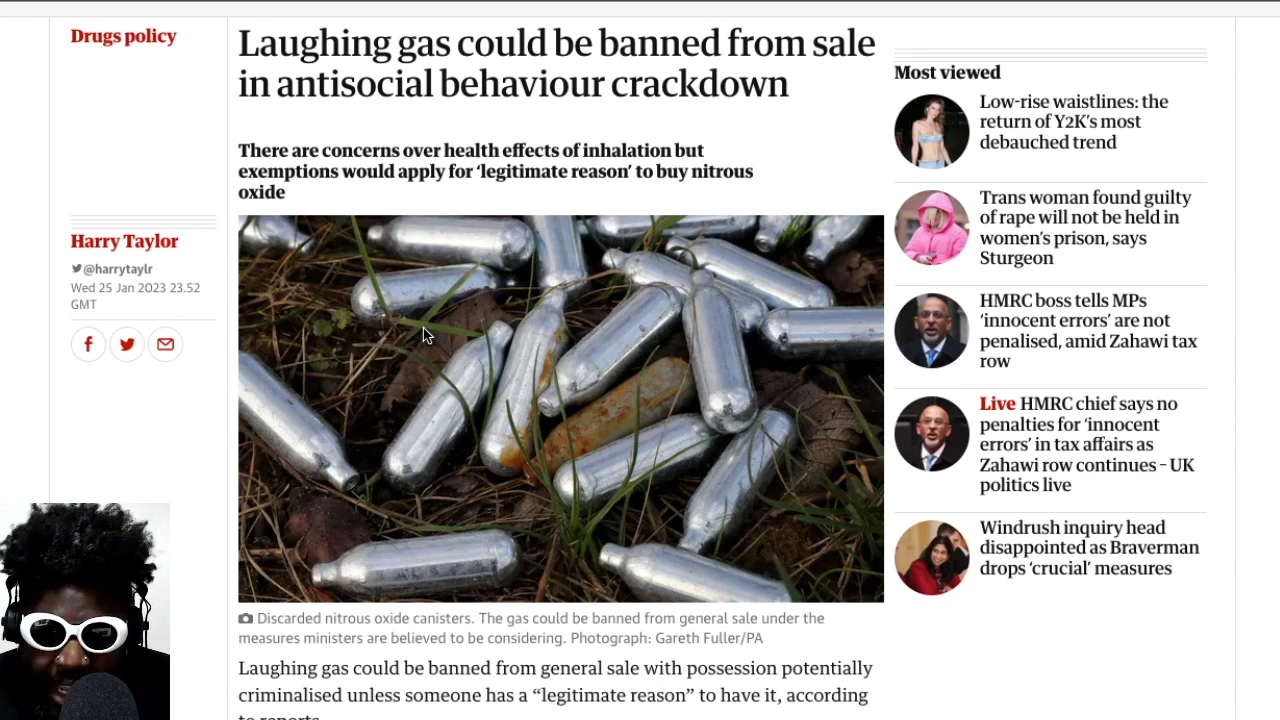 Drugs policy
Laughing gas could be banned from sale
in antisocial behaviour crackdown
There are concerns over health effects of inhalation but
exemptions would apply for ‘legitimate reason’ to buy nitrous
oxide
Harry Taylor
@harrytaylr
Wed 25 Jan 2023 23.52
GMT
Discarded nitrous oxide canisters. The gas could be banned from general sale under the
measures ministers are believed to be considering. Photograph: Gareth Fuller/PA
Laughing gas could be banned from general sale with possession potentially
criminalised unless someone has a “legitimate reason” to have it, according
to reports.
Most viewed
Low-rise waistlines: the
return of Y2K’s most
debauched trend
Trans woman found guilty
of rape will not be held in
women’s prison, says
Sturgeon
HMRC boss tells MPs
‘innocent errors’ are not
penalised, amid Zahawi tax
row
Live HMRC chief says no
penalties for ‘innocent
errors’ in tax affairs as
Zahawi row continues – UK
politics live
Windrush inquiry head
disappointed as Braverman
drops ‘crucial’ measures